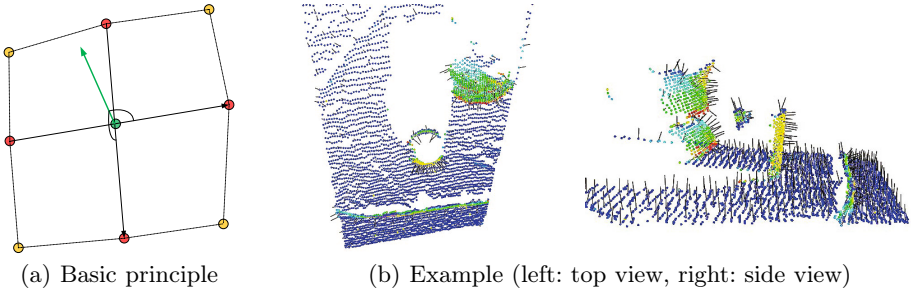 (a) Basic principle
(b) Example (left: top view, right: side view)